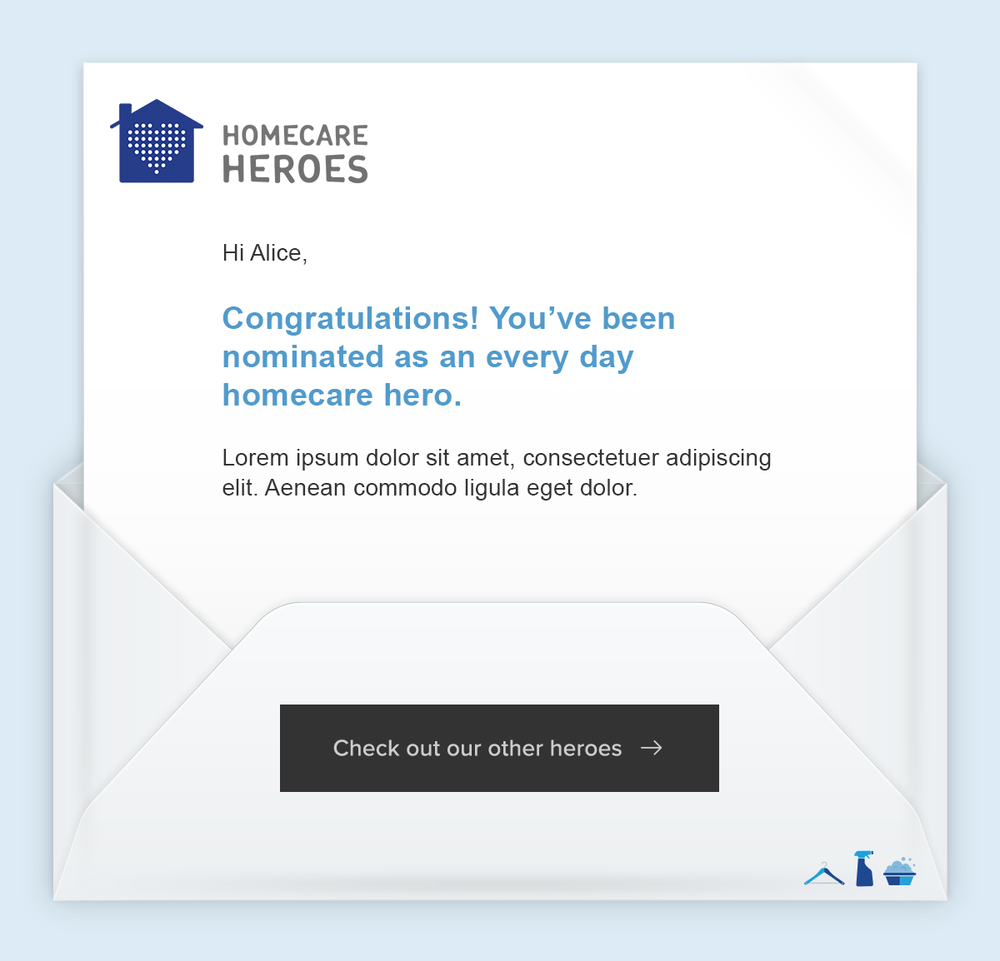 HOMECARE
HEROES
Hi Alice,
Congratulations! You’ve been
nominated as an every day
homecare hero.
Lorem ipsum dolor sit amet, consectetuer adipiscing
elit. Aenean commodo ligula eget dolor.
Check out our other heroes →